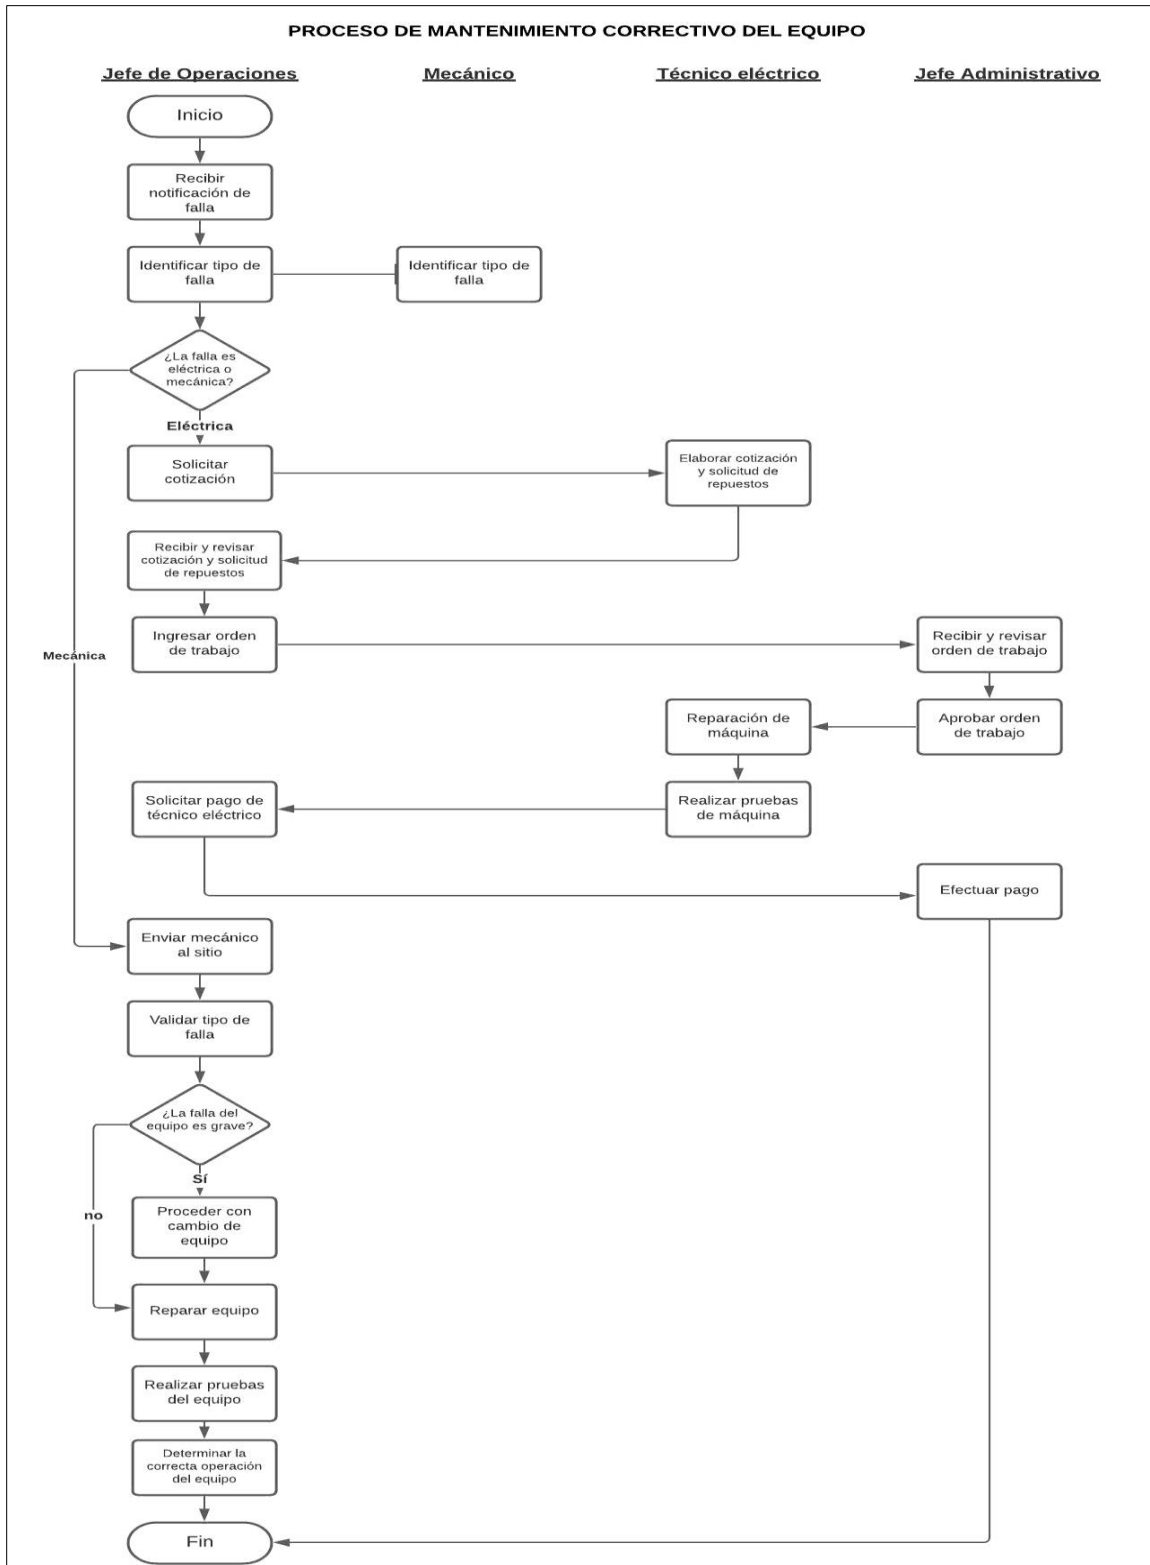 PROCESO DE MANTENIMIENTO CORRECTIVO DEL EQUIPO
Jefe de Operaciones
Mecánico
Técnico eléctrico
Jefe Administrativo
Inicio
Recibir
notificación de
falla
Identificar tipo de
falla
Identificar tipo de
falla
¿La falla es
eléctrica o
mecánica?
Eléctrica
Solicitar
cotización
Elaborar cotización
y solicitud de
repuestos
Recibir y revisar
cotización y solicitud
de repuestos
Ingresar orden
de trabajo
Recibir y revisar
orden de trabajo
Mecánica
Reparación de
máquina
Aprobar orden
de trabajo
Solicitar pago de
técnico eléctrico
Realizar pruebas
de máquina
Efectuar pago
Enviar mecánico
al sitio
Validar tipo de
falla
¿La falla del
equipo es grave?
Sí
no
Proceder con
cambio de
equipo
Reparar equipo
Realizar pruebas
del equipo
Determinar la
correcta operación
del equipo
Fin